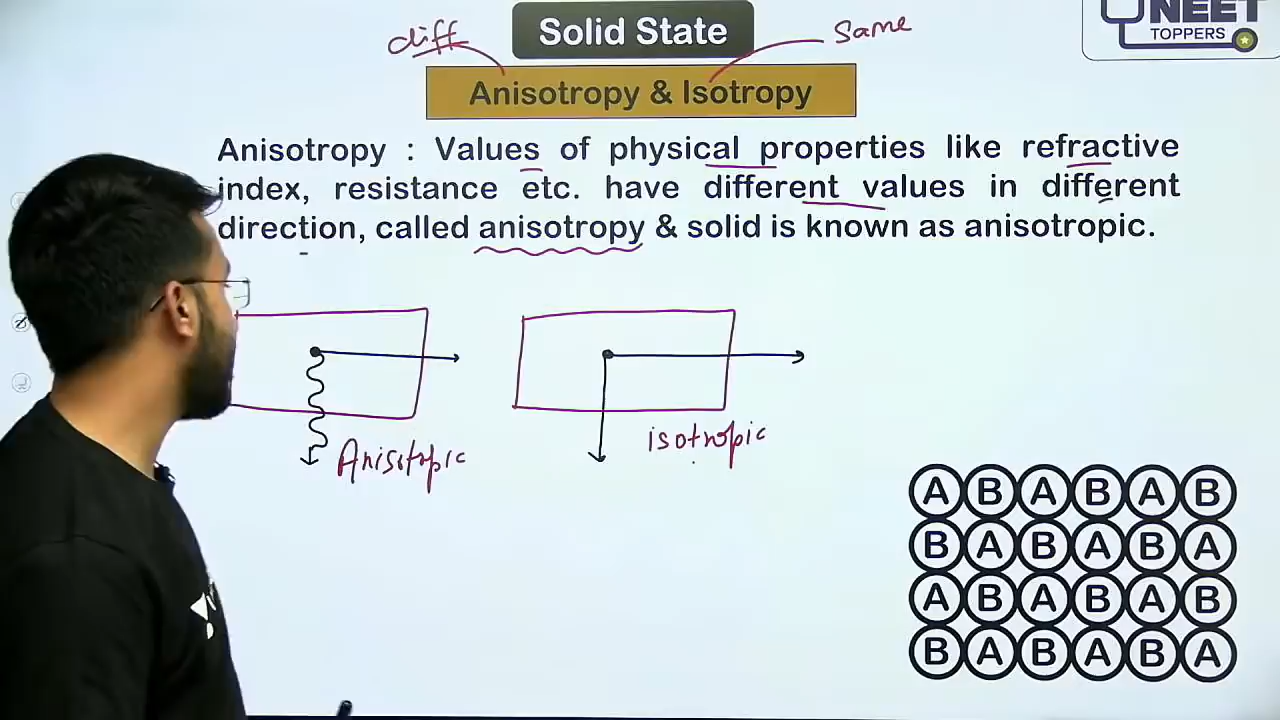 NEET
TOPPERS
Solid State
diff
Same
Anisotropy & Isotropy
Anisotropy : Values of physical properties like refractive
index, resistance etc. have different values in different
direction, called anisotropy & solid is known as anisotropic.
Anisotopic
isotropic
A B A B A B
B A B A B A
A B A B A B
B A B A B A